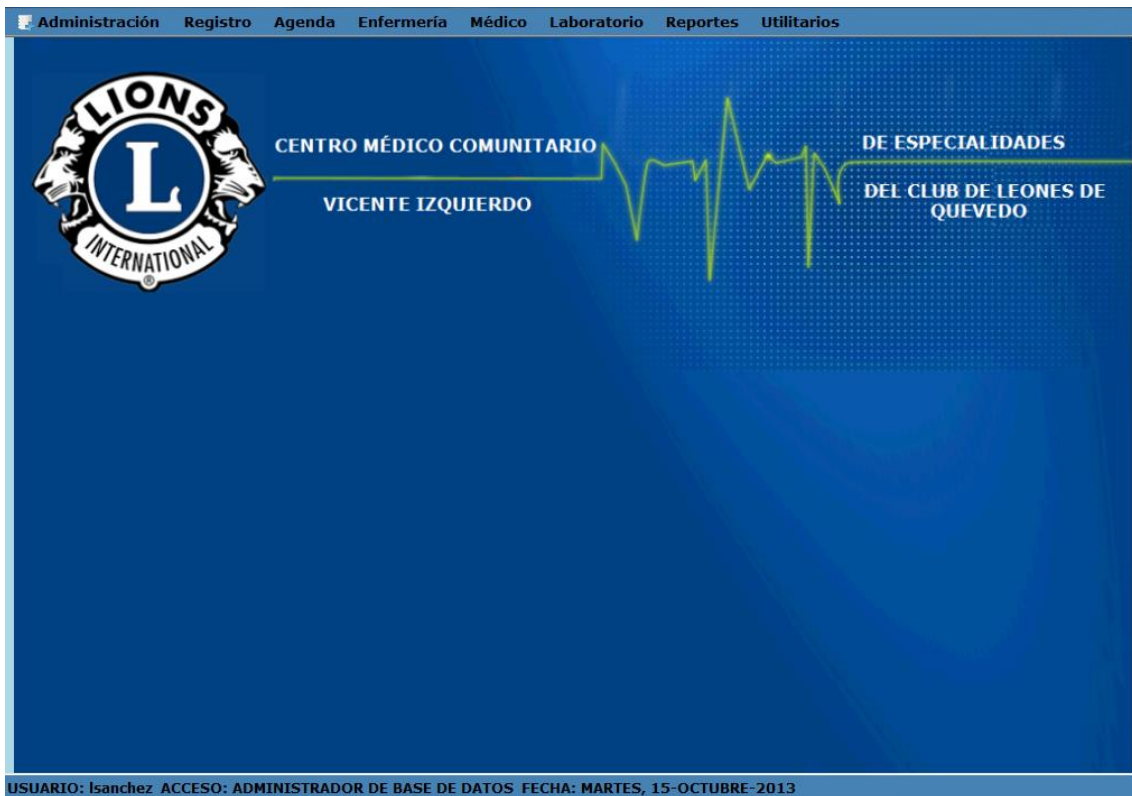 Administración Registro Agenda Enfermería Médico Laboratorio Reportes Utilitarios
LIONS
L
INTERNATIONAL
®
CENTRO MÉDICO COMUNITARIO
VICENTE IZQUIERDO
DE ESPECIALIDADES
DEL CLUB DE LEONES DE
QUEVEDO
USUARIO: lsanchez ACCESO: ADMINISTRADOR DE BASE DE DATOS FECHA: MARTES, 15-OCTUBRE-2013